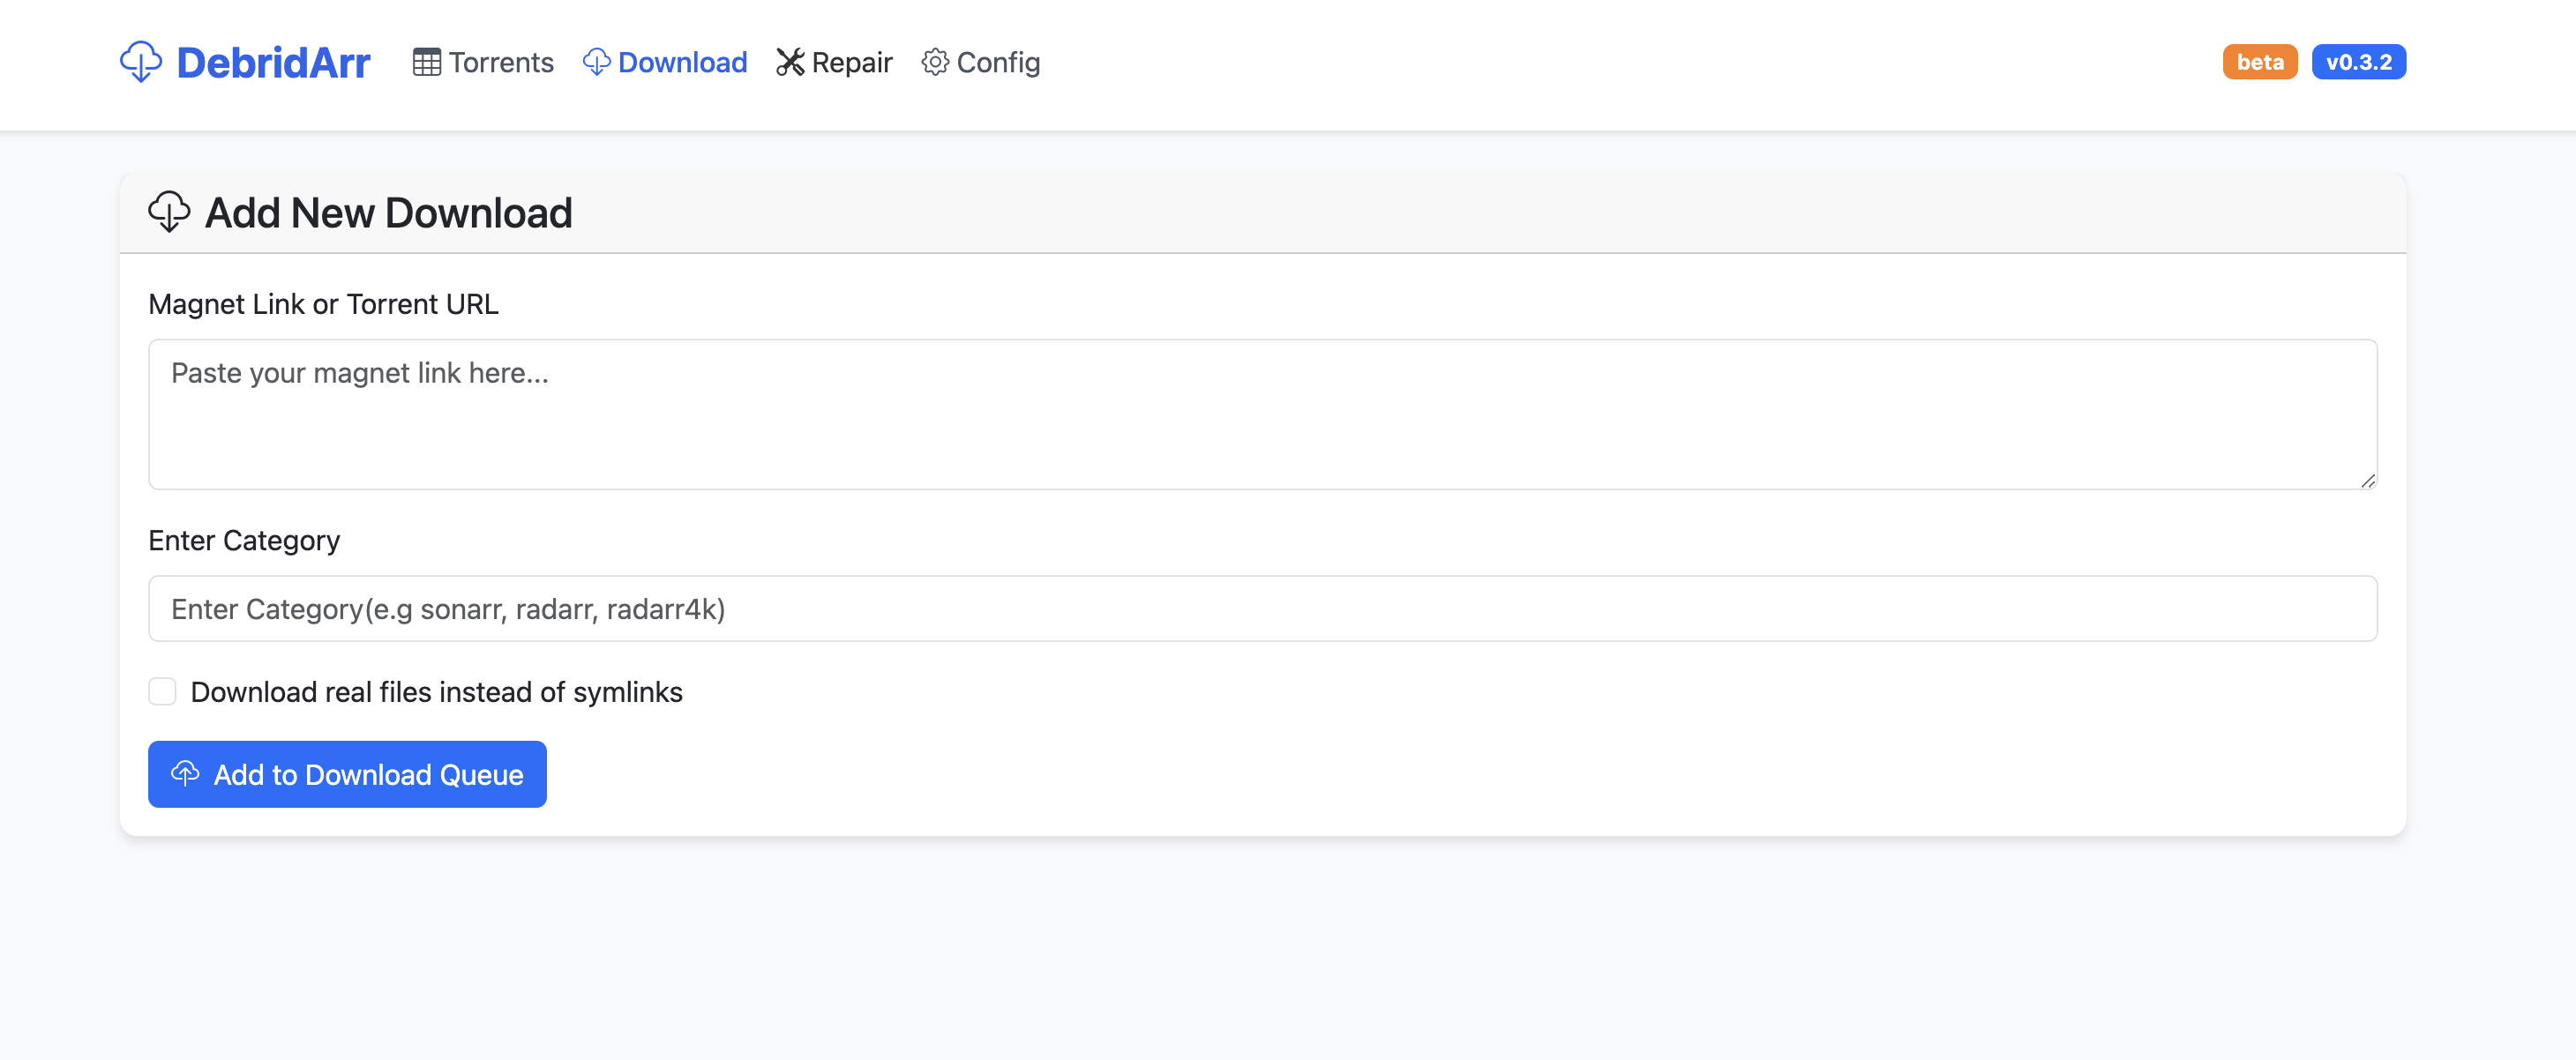 DebridArr Torrents Download Repair Config beta v0.3.2
Add New Download
Magnet Link or Torrent URL
Paste your magnet link here...
Enter Category
Enter Category(e.g sonarr, radarr, radarr4k)
Download real files instead of symlinks
Add to Download Queue